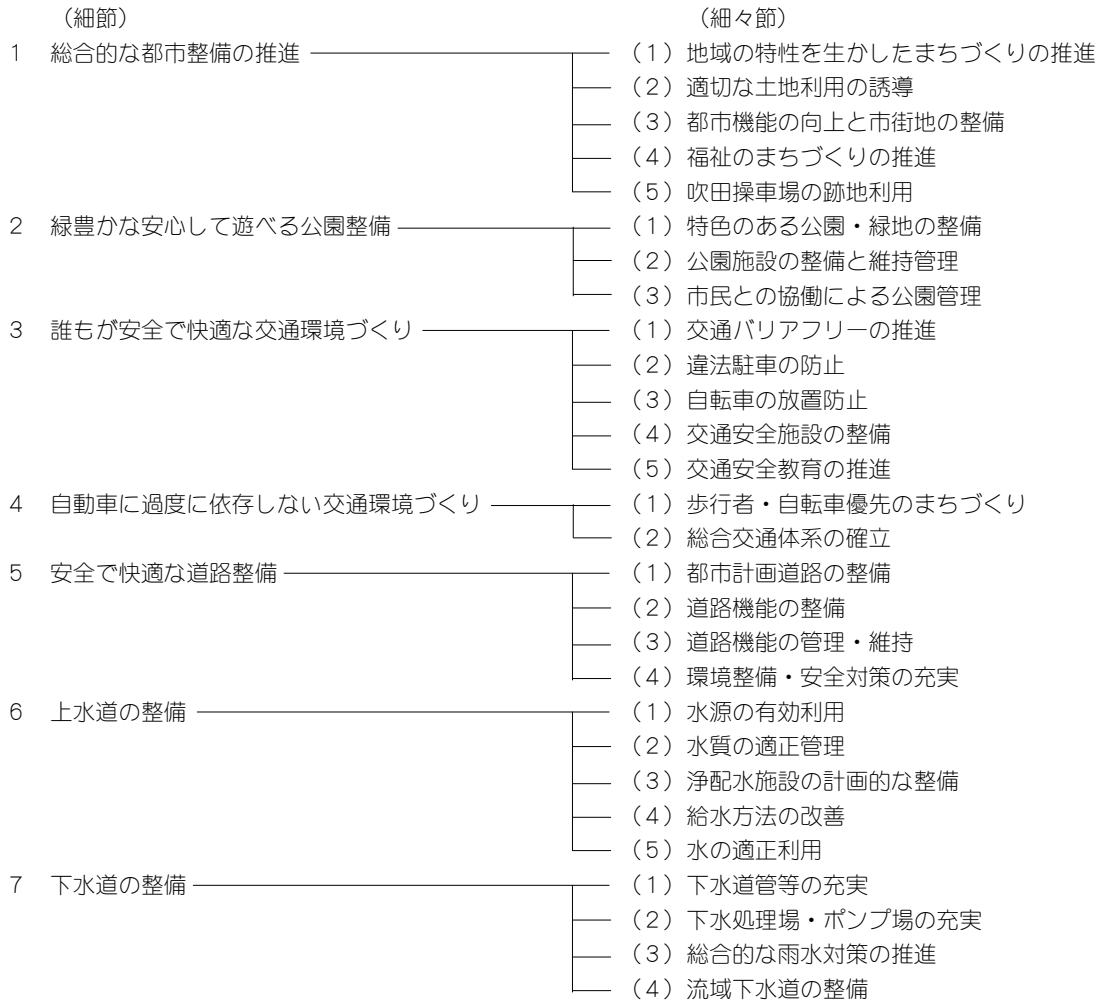 （細節）　（細々節）
１　総合的な都市整備の推進　（１）地域の特性を生かしたまちづくりの推進
（２）適切な土地利用の誘導
（３）都市機能の向上と市街地の整備
（４）福祉のまちづくりの推進
（５）吹田操車場の跡地利用
２　緑豊かな安心して遊べる公園整備　（１）特色のある公園・緑地の整備
（２）公園施設の整備と維持管理
（３）市民との協働による公園管理
３　誰もが安全で快適な交通環境づくり　（１）交通バリアフリーの推進
（２）違法駐車の防止
（３）自転車の放置防止
（４）交通安全施設の整備
（５）交通安全教育の推進
４　自動車に過度に依存しない交通環境づくり　（１）歩行者・自転車優先のまちづくり
（２）総合交通体系の確立
５　安全で快適な道路整備　（１）都市計画道路の整備
（２）道路機能の整備
（３）道路機能の管理・維持
（４）環境整備・安全対策の充実
６　上水道の整備　（１）水源の有効利用
（２）水質の適正管理
（３）浄配水施設の計画的な整備
（４）給水方法の改善
（５）水の適正利用
７　下水道の整備　（１）下水道管等の充実
（２）下水処理場・ポンプ場の充実
（３）総合的な雨水対策の推進
（４）流域下水道の整備